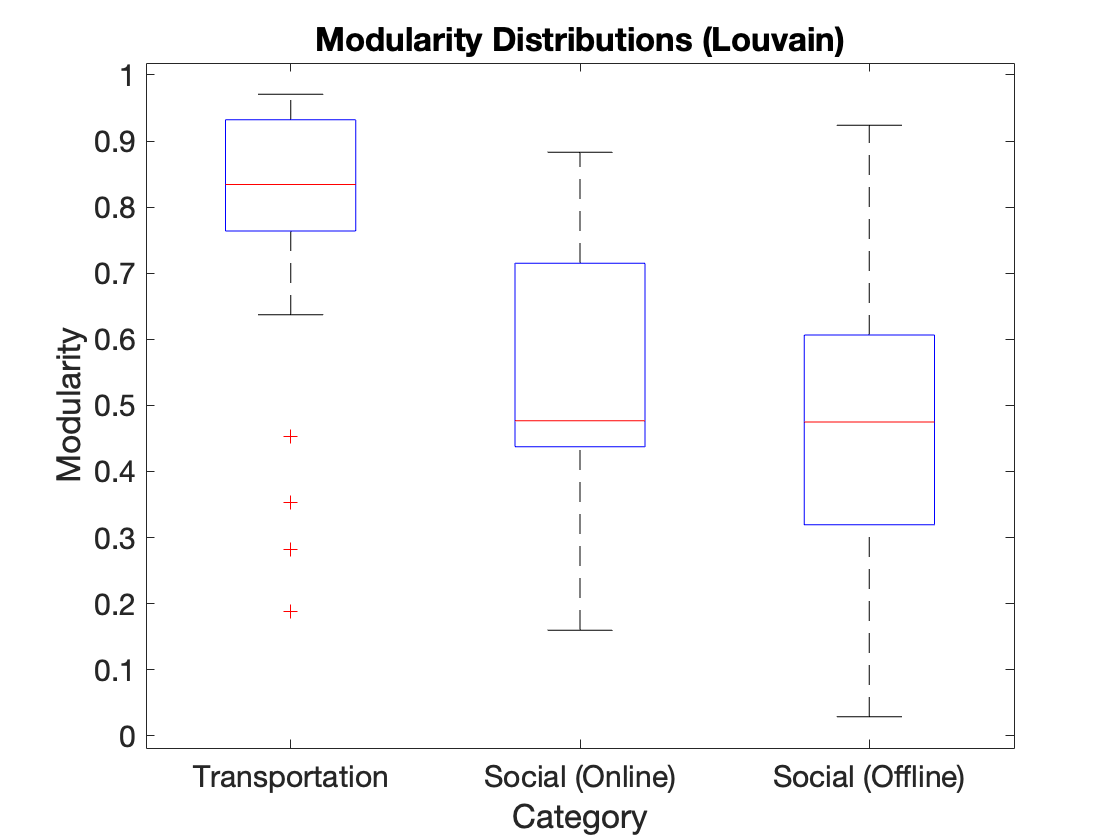 Modularity Distributions (Louvain)
1
0.9
0.8
0.7
0.6
0.5
0.4
0.3
0.2
0.1
0
Modularity
Transportation
Social (Online)
Social (Offline)
Category